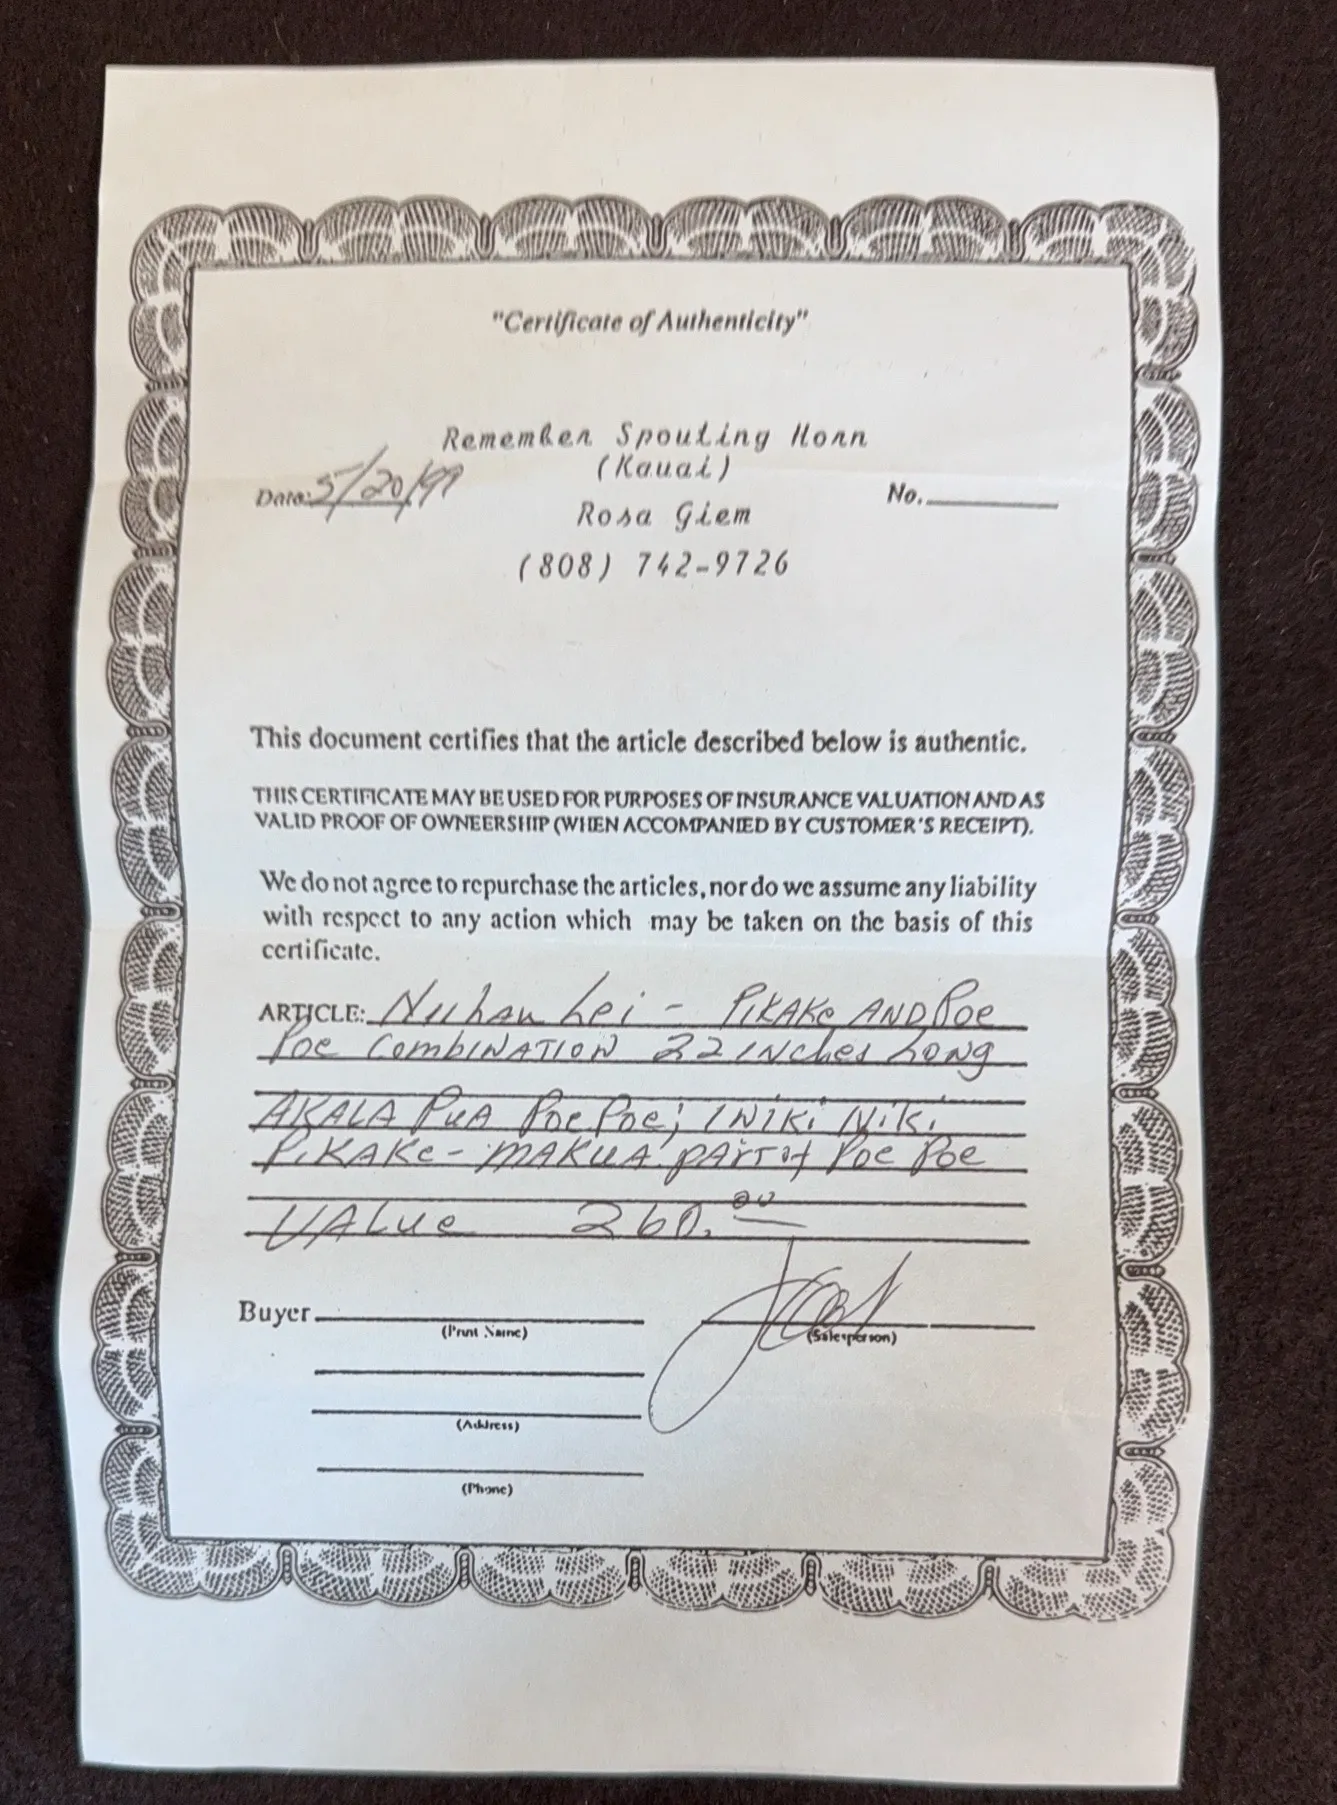 "Certificate of Authenticity"
Remember Spouting Horn
(Kauai)
Date: 5/20/99
No.
Rosa Giem
(808) 742-9726
This document certifies that the article described below is authentic.
THIS CERTIFICATE MAY BE USED FOR PURPOSES OF INSURANCE VALUATION AND AS
VALID PROOF OF OWNEERSHIP (WHEN ACCOMPANIED BY CUSTOMER'S RECEIPT).
We do not agree to repurchase the articles, nor do we assume any liability
with respect to any action which may be taken on the basis of this
certificate.
ARTICLE: Niihau Lei - PIKAKe AND Poe
Poe COMBINATION 22 INches Long
AKALA PUA Poe Poe; INIKI NiKi
PiKAKe - MAKUA part of Poe Poe
VALUe 260.00
Buyer
(Print Name)
(Salesperson)
(Address)
(Phone)